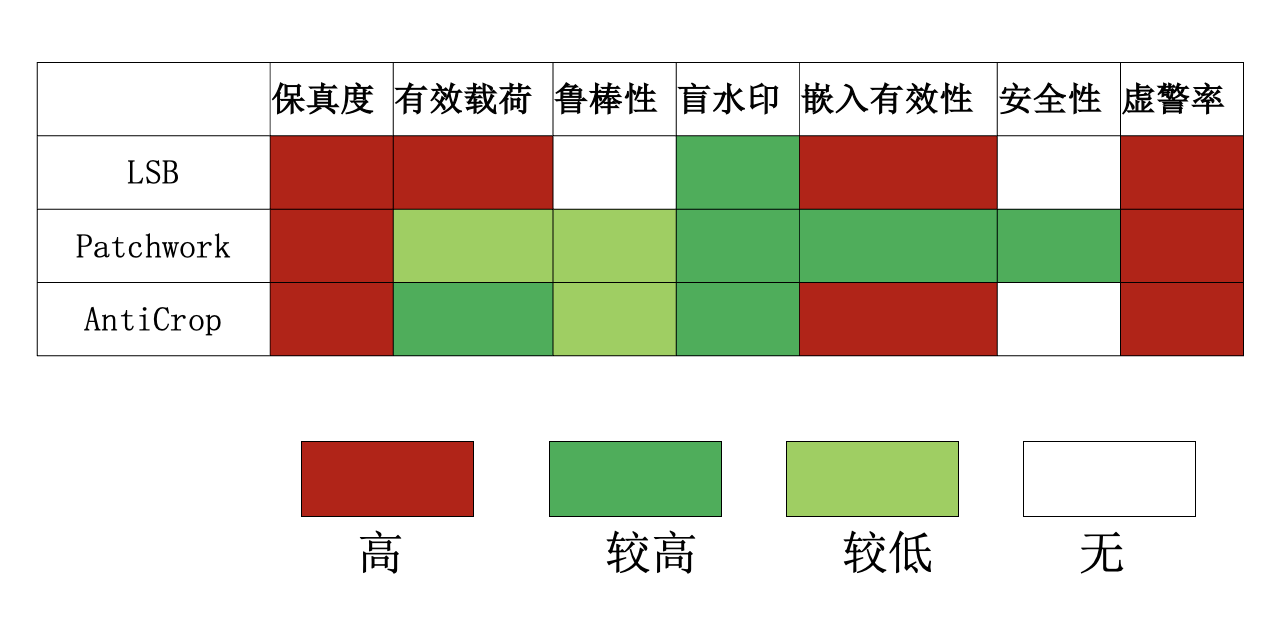 保真度 有效载荷 鲁棒性 盲水印 嵌入有效性 安全性 虚警率
LSB
Patchwork
AntiCrop
高 较高 较低 无